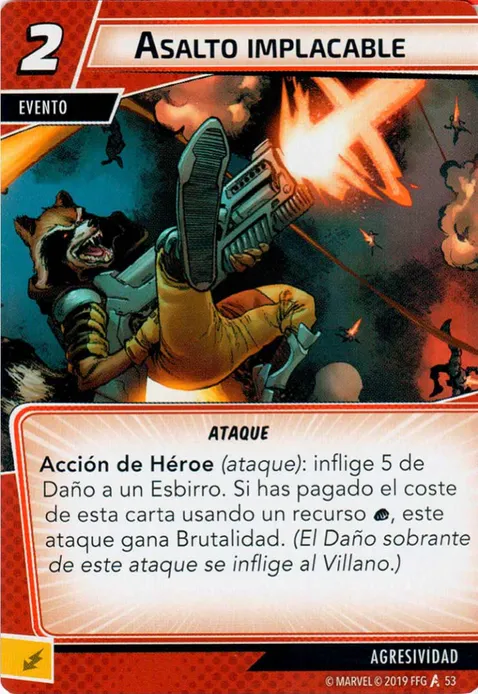 2
ASALTO IMPLACABLE
EVENTO
ATAQUE
Acción de Héroe (ataque): inflige 5 de
Daño a un Esbirro. Si has pagado el coste
de esta carta usando un recurso , este
ataque gana Brutalidad. (El Daño sobrante
de este ataque se inflige al Villano.)
AGRESIVIDAD
© MARVEL © 2019 FFG 53